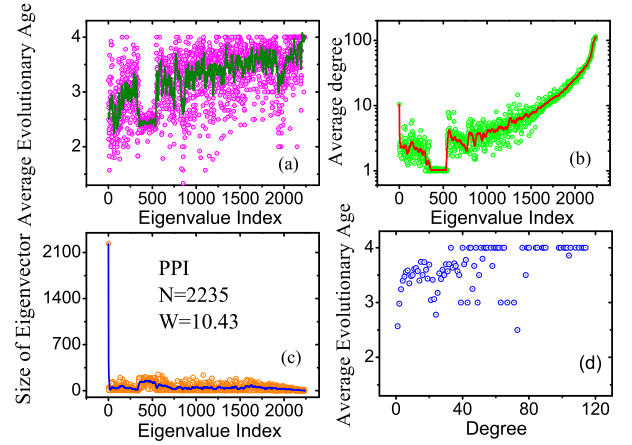 Average Evolutionary Age
4
3
2
0 500 1000 1500 2000
Eigenvalue Index
(a)
Average degree
100
10
1
0 500 1000 1500 2000
Eigenvalue Index
(b)
Size of Eigenvector
2100
1400
700
0
0 500 1000 1500 2000
Eigenvalue Index
PPI
N=2235
W=10.43
(c)
Average Evolutionary Age
4
3
2
0 40 80 120
Degree
(d)